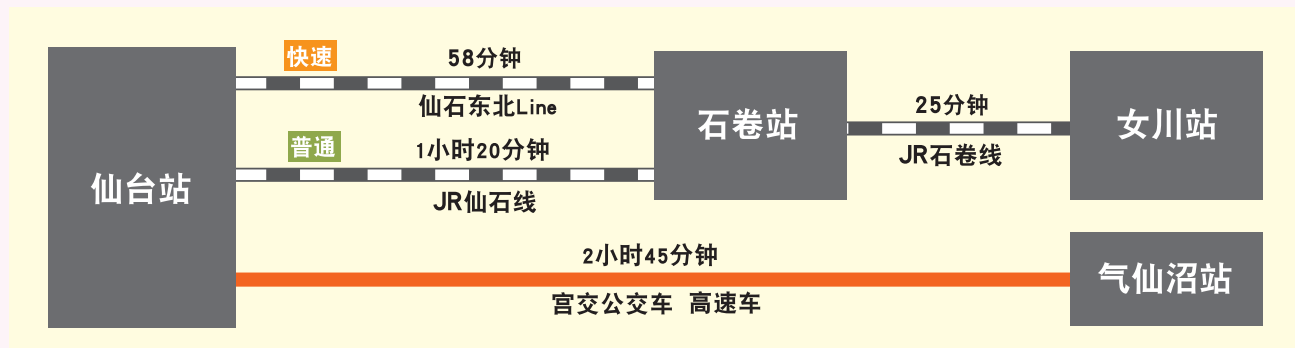 快速
58分钟
仙石东北Line
普通
1小时20分钟
JR仙石线
仙台站
石卷站
25分钟
JR石卷线
女川站
2小时45分钟
宫交公交车 高速车
气仙沼站